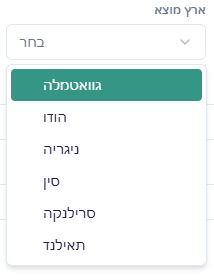 ארץ מוצא
בחר
גוואטמלה
הודו
ניגריה
סין
סרילנקה
תאילנד